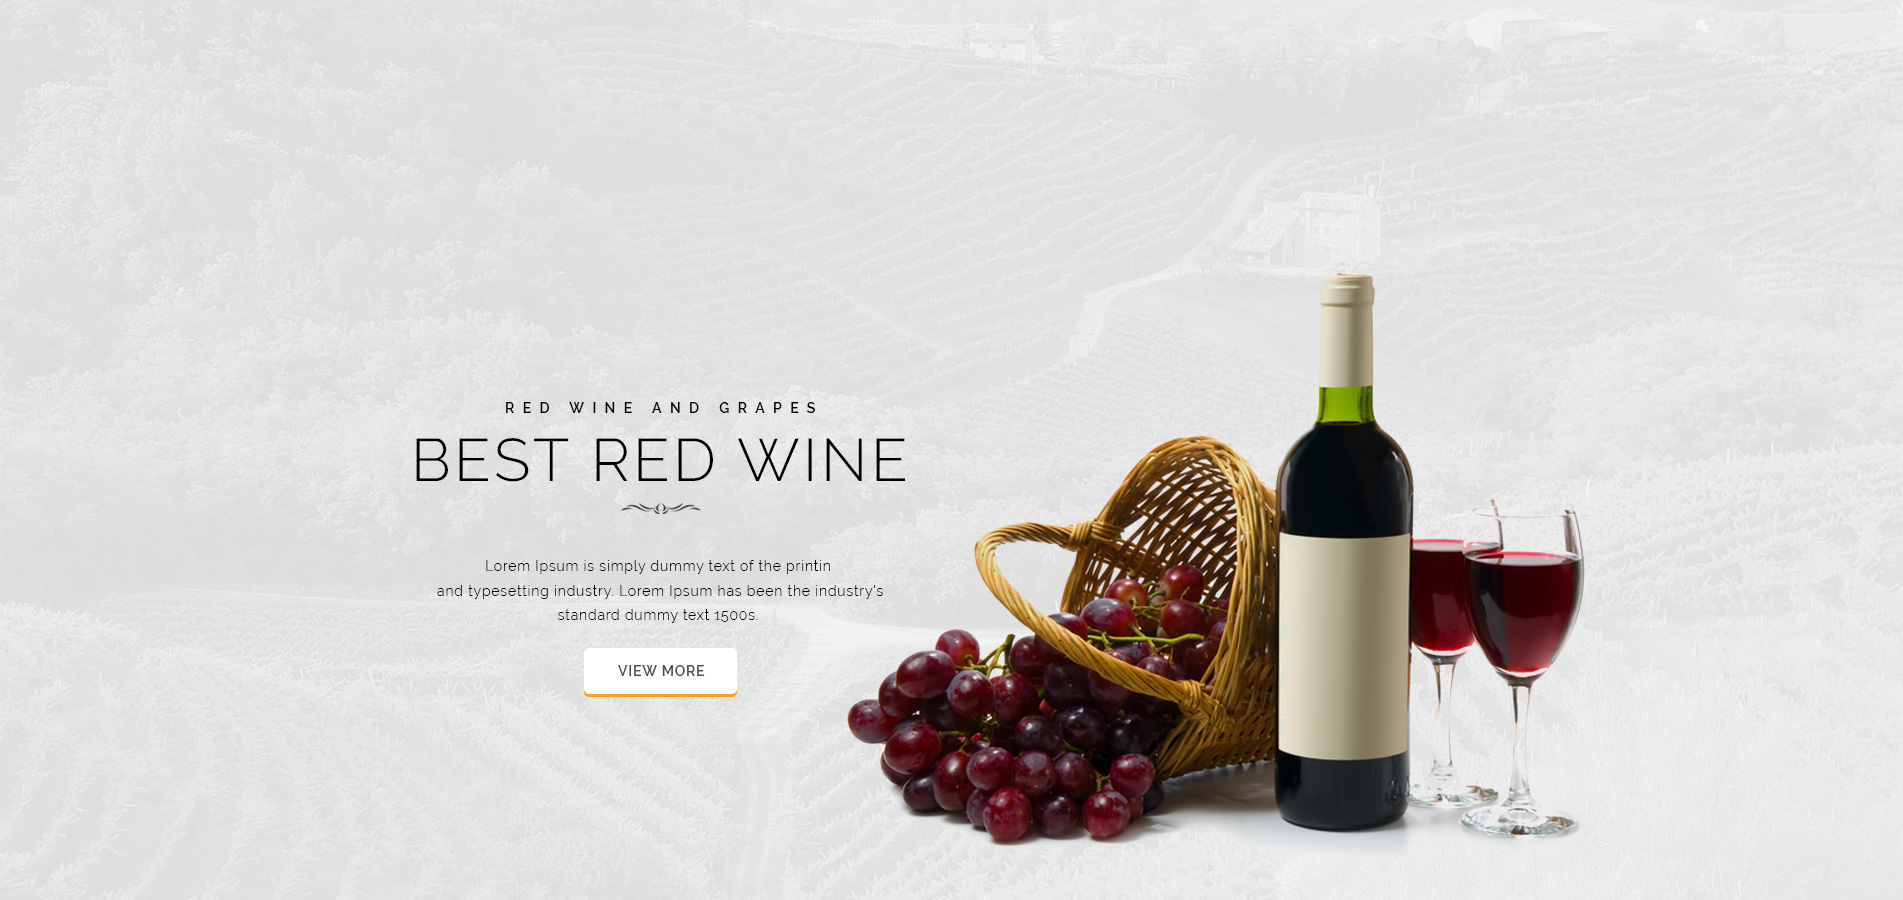 RED WINE AND GRAPES
BEST RED WINE
Lorem Ipsum is simply dummy text of the printin
and typesetting industry. Lorem Ipsum has been the industry's
standard dummy text 1500s.
VIEW MORE